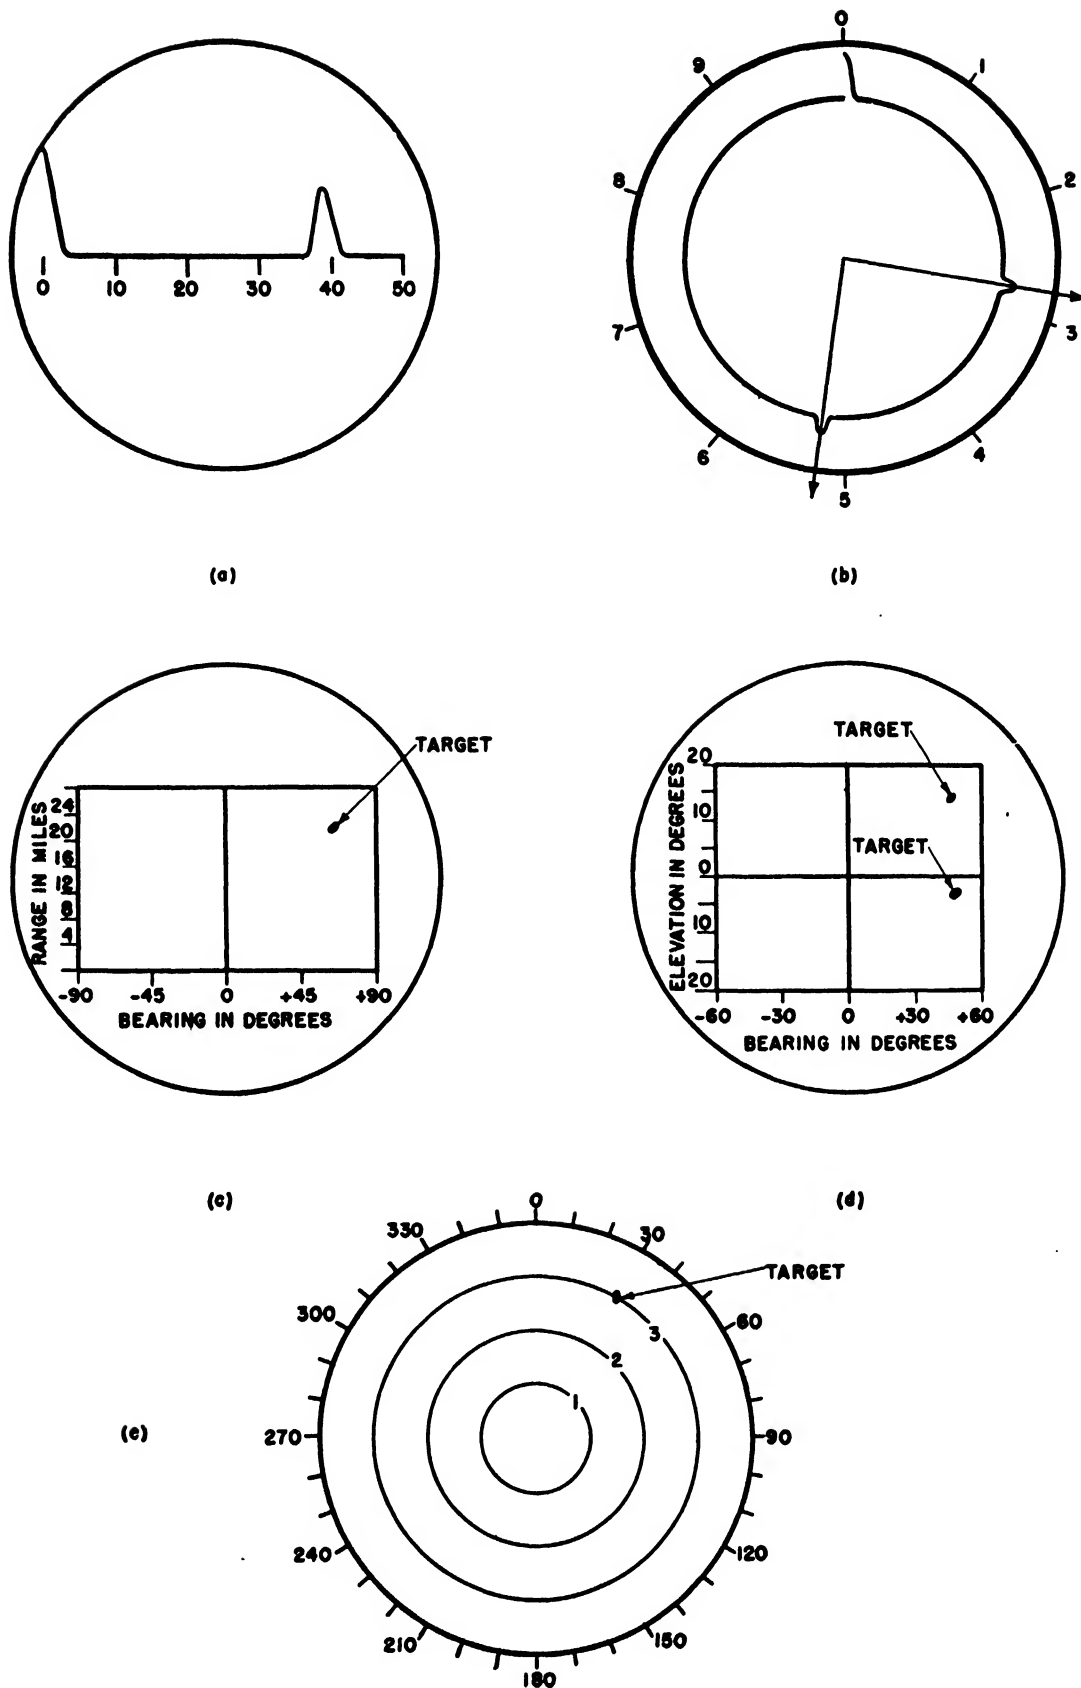 0 10 20 30 40 50
(a)
0
1
2
3
4
5
6
7
8
9
(b)
TARGET
RANGE IN MILES
24
20
16
12
8
4
-90 -45 0 +45 +90
BEARING IN DEGREES
(c)
TARGET
TARGET
ELEVATION IN DEGREES
20
10
0
10
20
-60 -30 0 +30 +60
BEARING IN DEGREES
(d)
0
30
60
90
120
150
180
210
240
270
300
330
TARGET
3
2
1
(e)